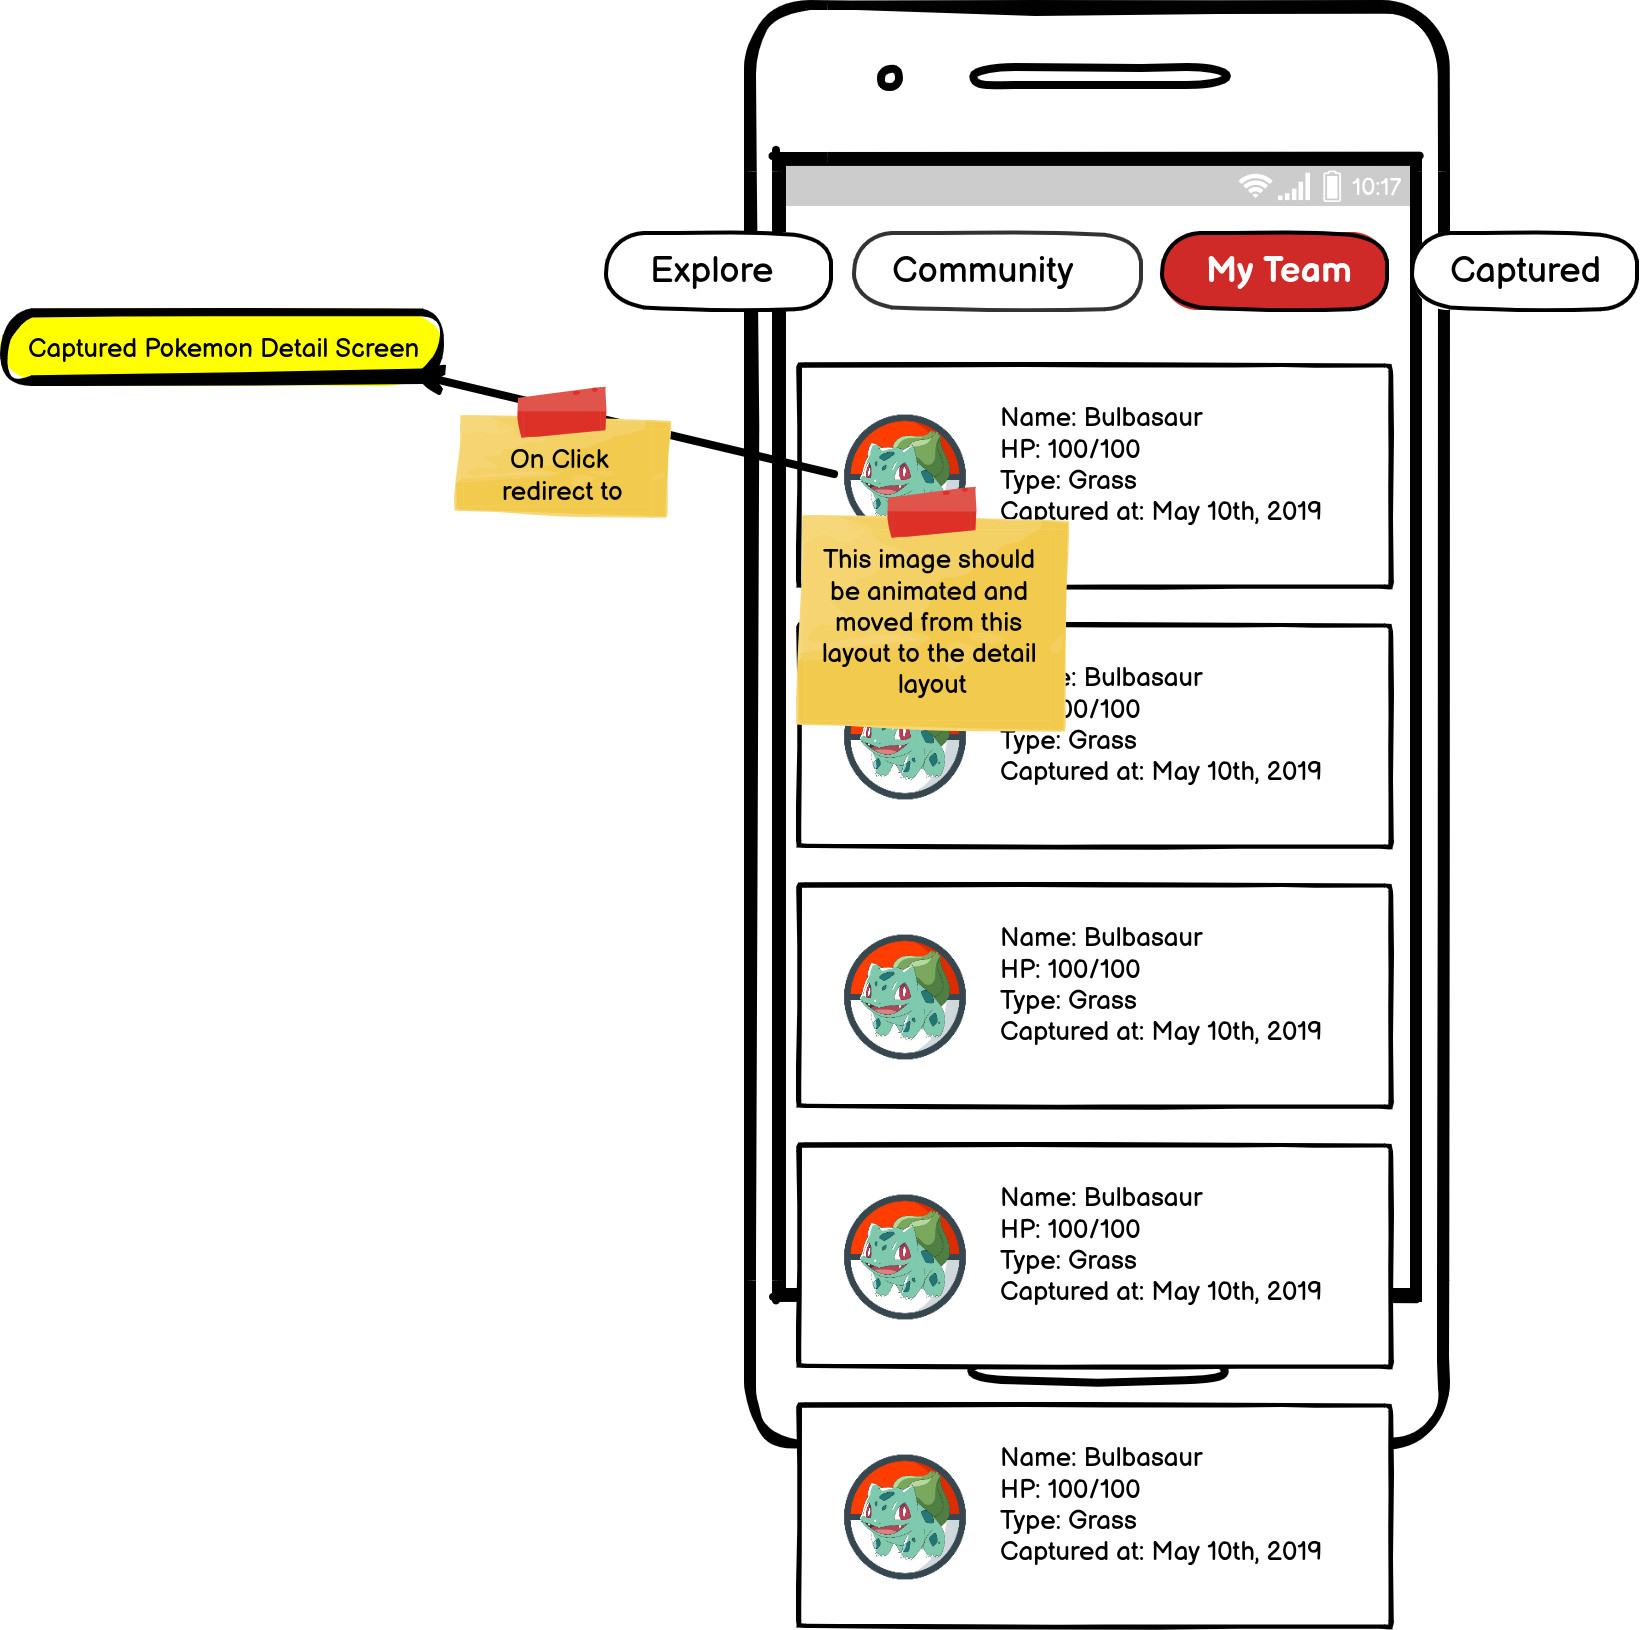 10:17
Explore
Community
My Team
Captured
Captured Pokemon Detail Screen
On Click
redirect to
Name: Bulbasaur
HP: 100/100
Type: Grass
Captured at: May 10th, 2019
This image should
be animated and
moved from this
layout to the detail
layout
e: Bulbasaur
00/100
Type: Grass
Captured at: May 10th, 2019
Name: Bulbasaur
HP: 100/100
Type: Grass
Captured at: May 10th, 2019
Name: Bulbasaur
HP: 100/100
Type: Grass
Captured at: May 10th, 2019
Name: Bulbasaur
HP: 100/100
Type: Grass
Captured at: May 10th, 2019